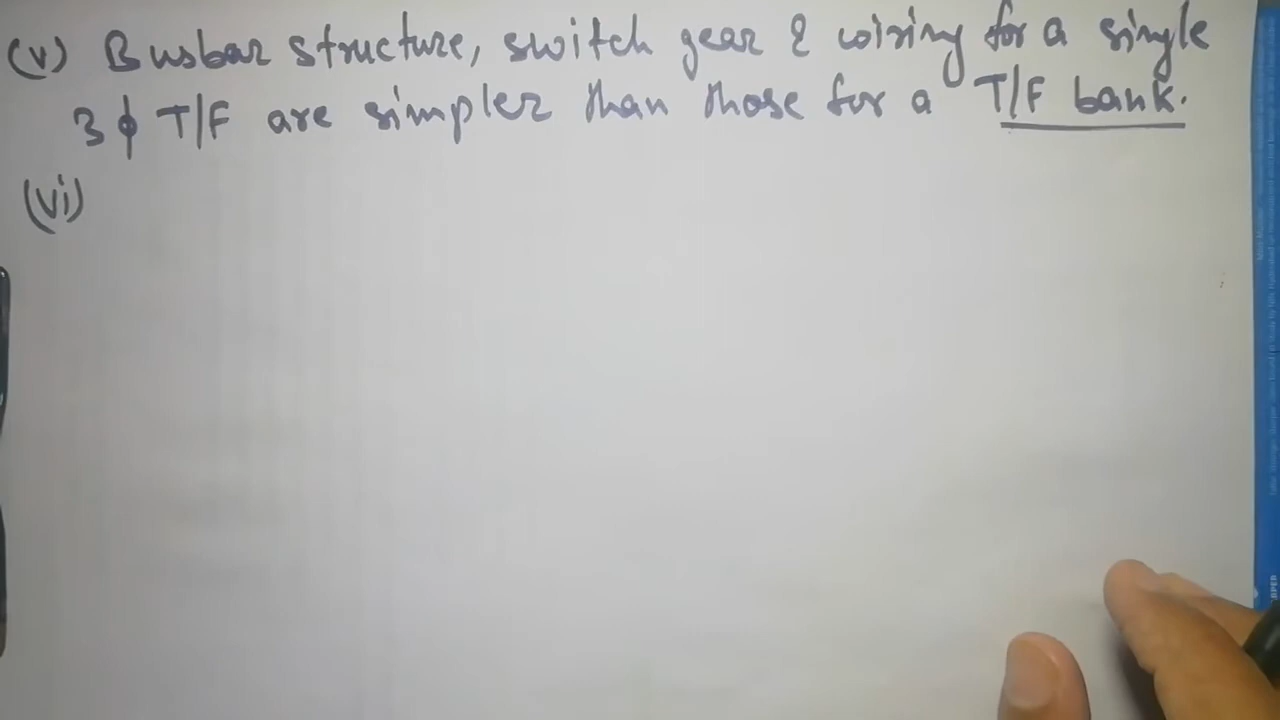 (v) Busbar structure, switch gear & wiring for a single
3ϕ T/F are simpler than those for a T/F bank.
(vi)